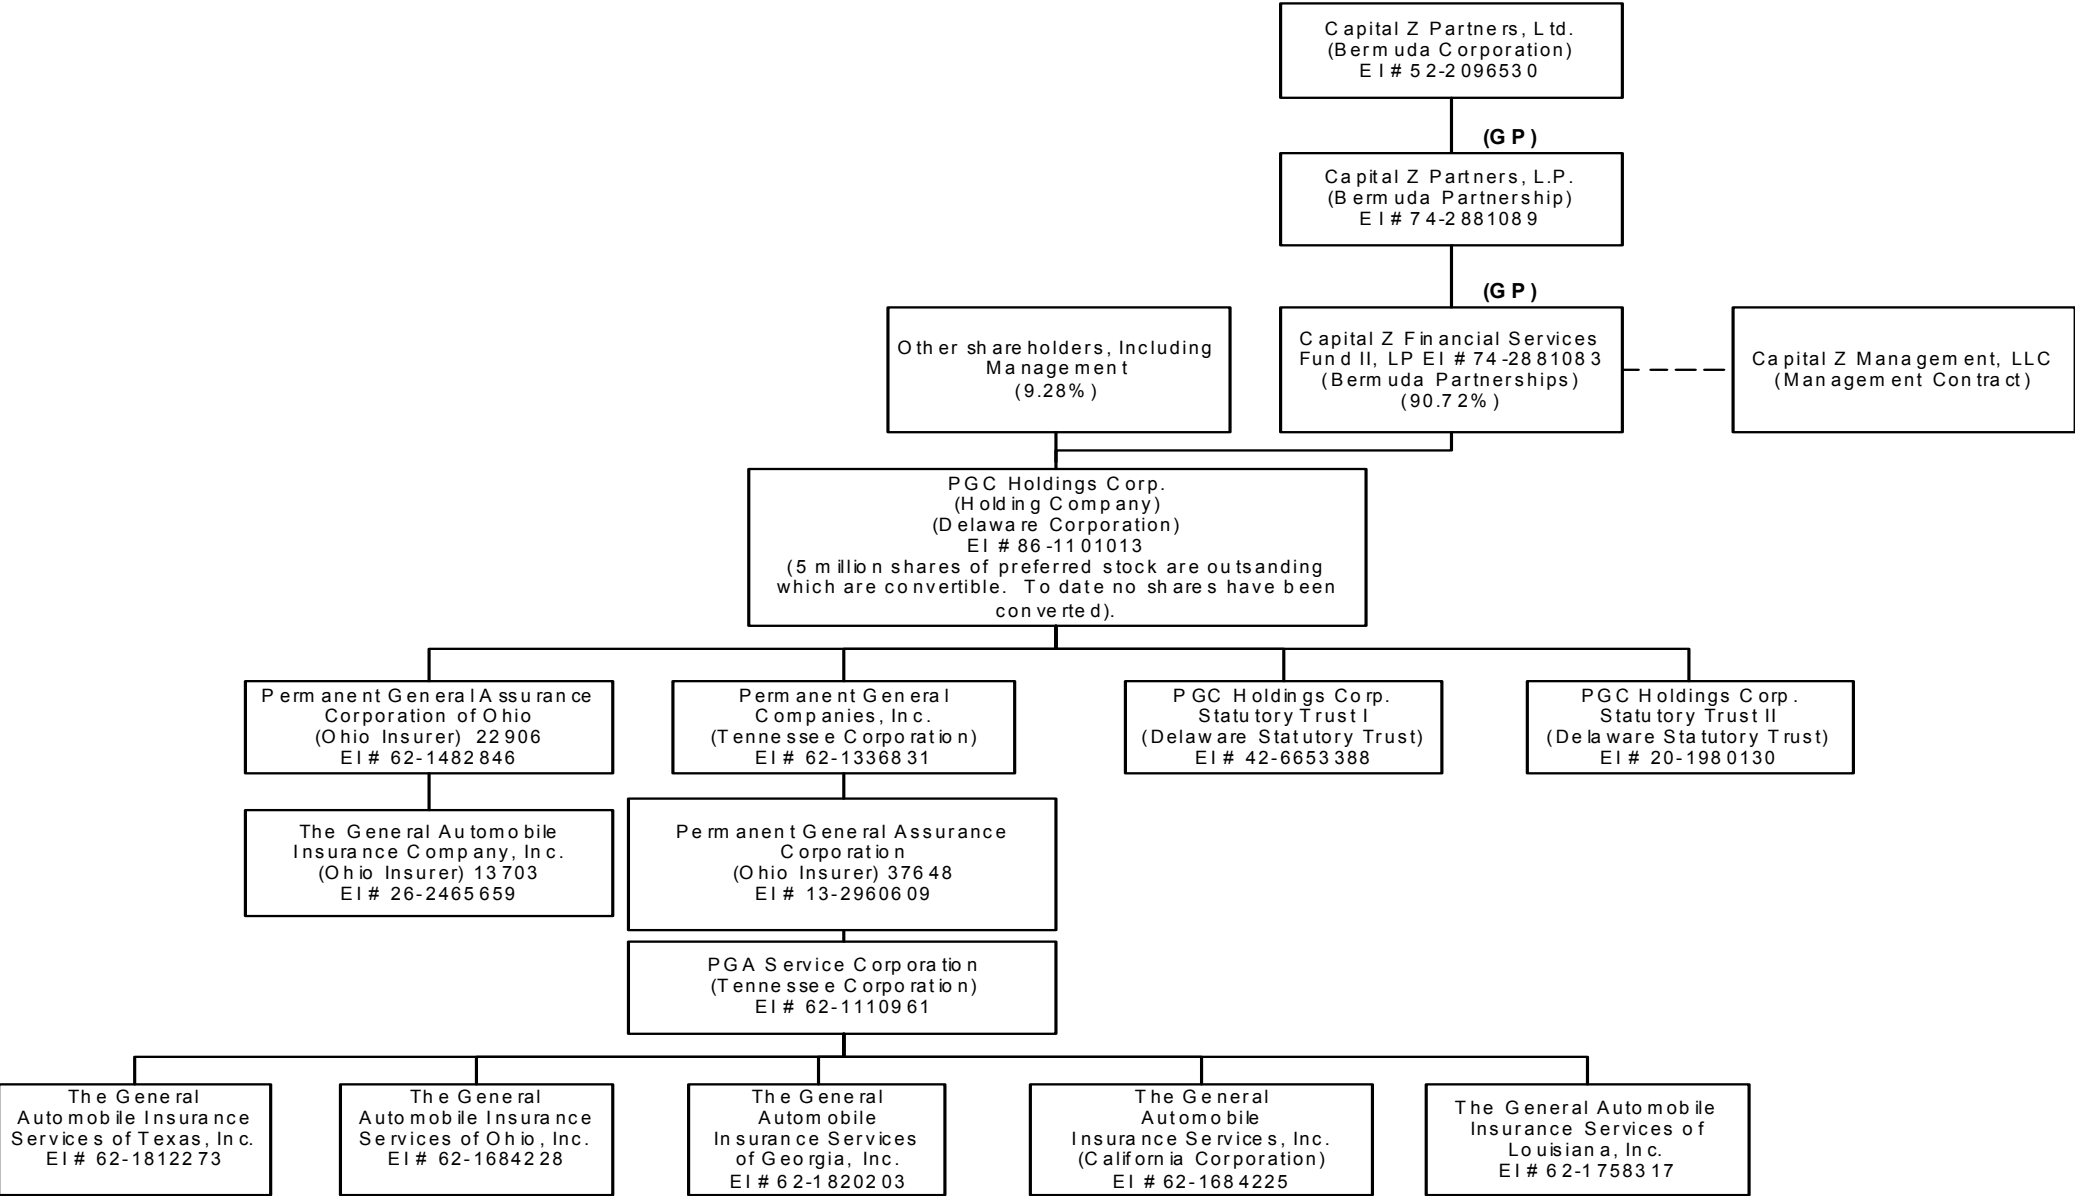 Capital Z Partners, Ltd.
(Bermuda Corporation)
EI # 52-2096530
(GP)
Capital Z Partners, L.P.
(Bermuda Partnership)
EI # 74-2881089
(GP)
Other shareholders, Including
Management
(9.28%)
Capital Z Financial Services
Fund II, LP EI # 74-2881083
(Bermuda Partnerships)
(90.72%)
Capital Z Management, LLC
(Management Contract)
PGC Holdings Corp.
(Holding Company)
(Delaware Corporation)
EI # 86-1101013
(5 million shares of preferred stock are outsanding
which are convertible. To date no shares have been
converted).
Permanent General Assurance
Corporation of Ohio
(Ohio Insurer) 22906
EI # 62-1482846
Permanent General
Companies, Inc.
(Tennessee Corporation)
EI # 62-1336831
PGC Holdings Corp.
Statutory Trust I
(Delaware Statutory Trust)
EI # 42-6653388
PGC Holdings Corp.
Statutory Trust II
(Delaware Statutory Trust)
EI # 20-1980130
The General Automobile
Insurance Company, Inc.
(Ohio Insurer) 13703
EI # 26-2465659
Permanent General Assurance
Corporation
(Ohio Insurer) 37648
EI # 13-2960609
PGA Service Corporation
(Tennessee Corporation)
EI # 62-1110961
The General
Automobile Insurance
Services of Texas, Inc.
EI # 62-1812273
The General
Automobile Insurance
Services of Ohio, Inc.
EI # 62-1684228
The General
Automobile
Insurance Services
of Georgia, Inc.
EI # 62-1820203
The General
Automobile
Insurance Services, Inc.
(California Corporation)
EI # 62-1684225
The General Automobile
Insurance Services of
Louisiana, Inc.
EI # 62-1758317